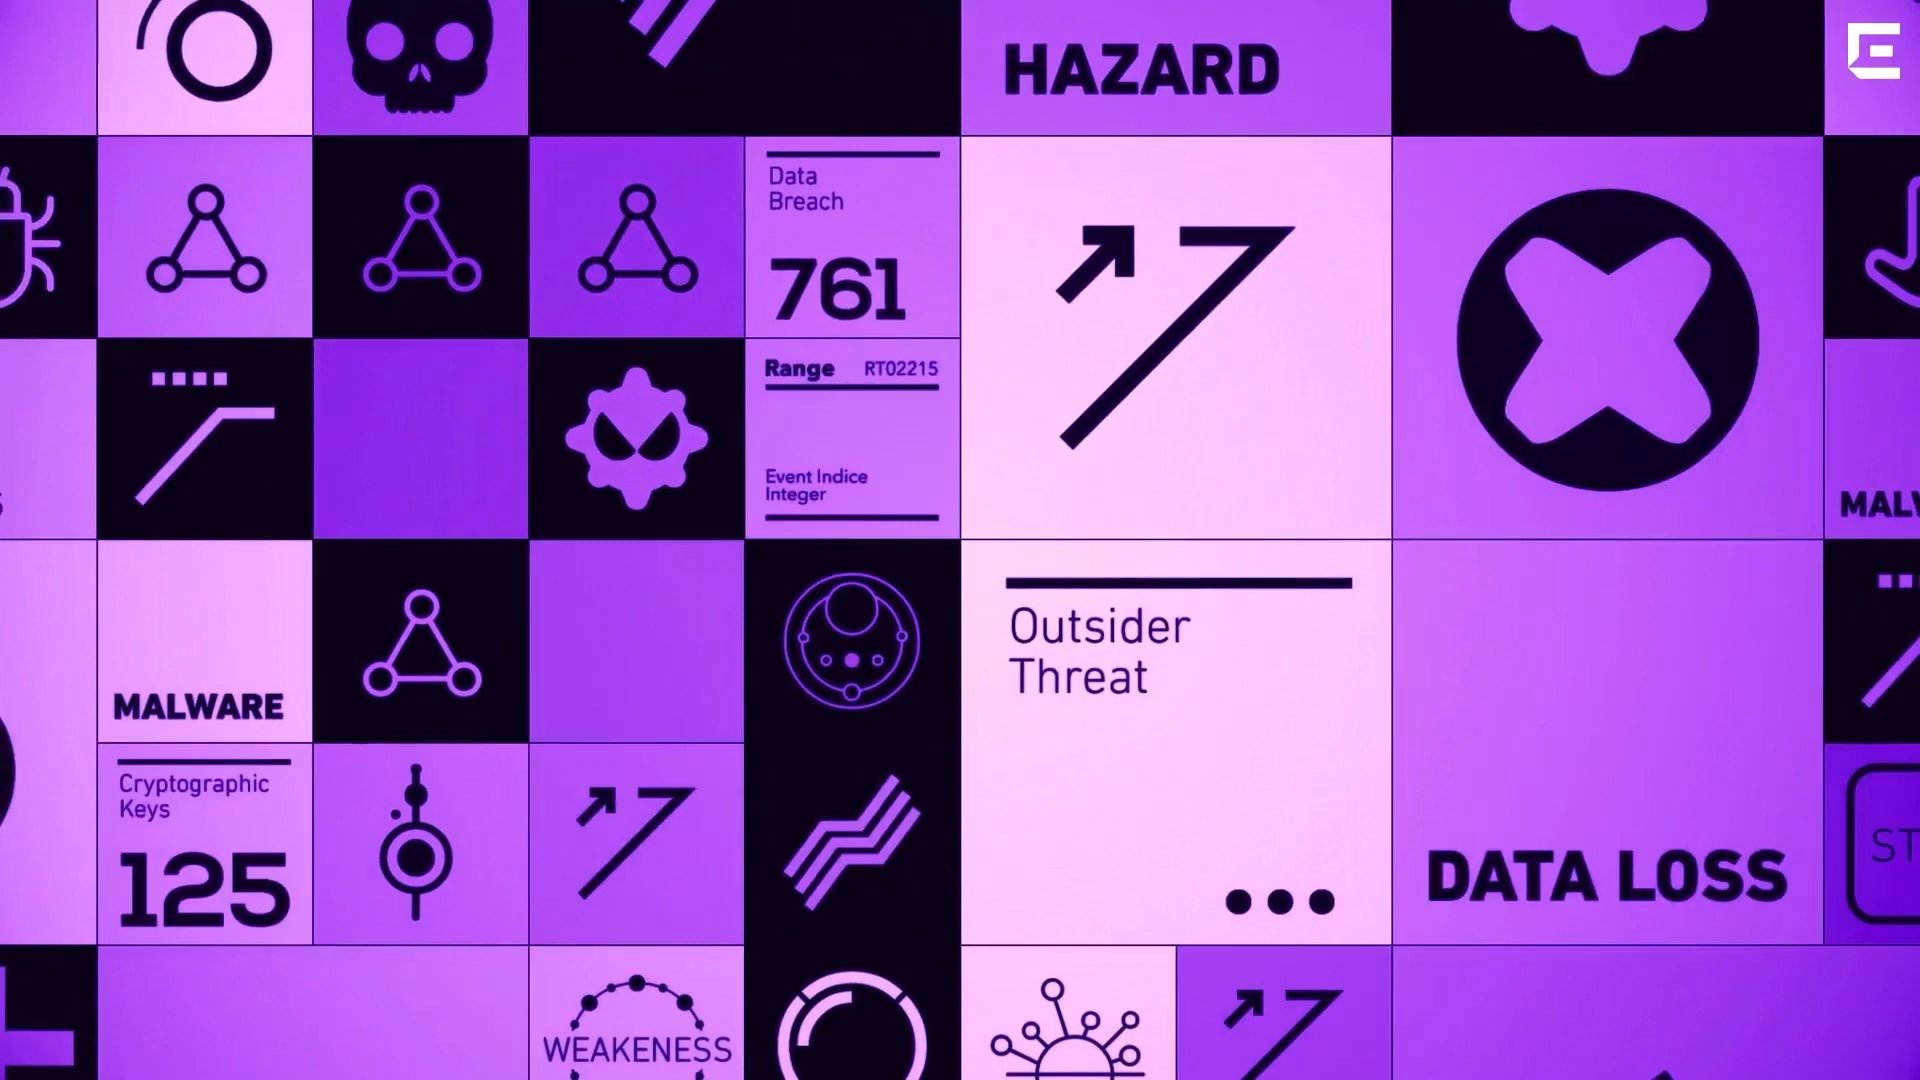 HAZARD
Data
Breach
761
Range RT02215
Event Indice
Integer
MALWARE
Outsider
Threat
Cryptographic
Keys
125
DATA LOSS
WEAKENESS